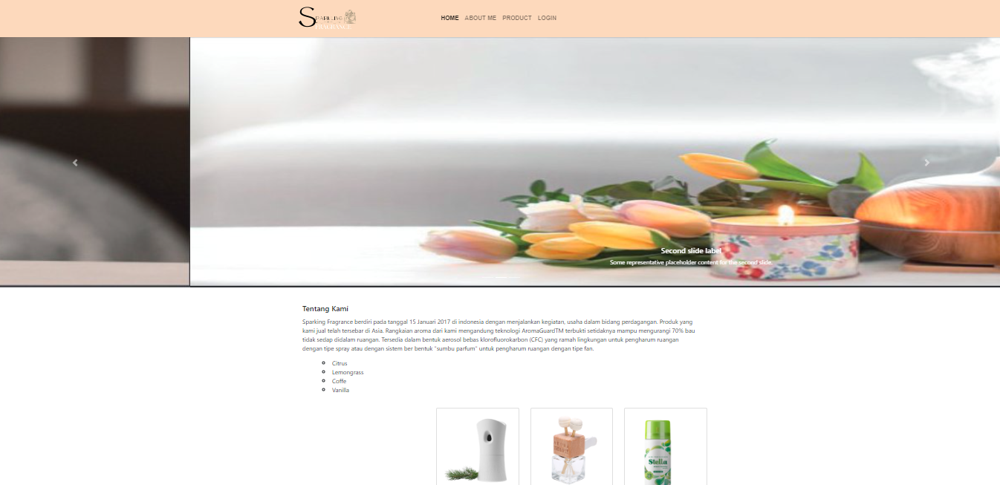 SPARKLING
FRAGRANCE
HOME ABOUT ME PRODUCT LOGIN
Second slide label
Some representative placeholder content for the second slide.
Tentang Kami
Sparking Fragrance berdiri pada tanggal 15 Januari 2017 di indonesia dengan menjalankan kegiatan, usaha dalam bidang perdagangan. Produk yang
kami jual telah tersebar di Asia. Rangkaian aroma dari kami mengandung teknologi AromaGuardTM terbukti setidaknya mampu mengurangi 70% bau
tidak sedap didalam ruangan. Tersedia dalam bentuk aerosol bebas klorofluorokarbon (CFC) yang ramah lingkungan untuk pengharum ruangan
dengan tipe spray atau dengan sistem ber bentuk "sumbu parfum" untuk pengharum ruangan dengan tipe fan.
Citrus
Lemongrass
Coffe
Vanilla
Stella